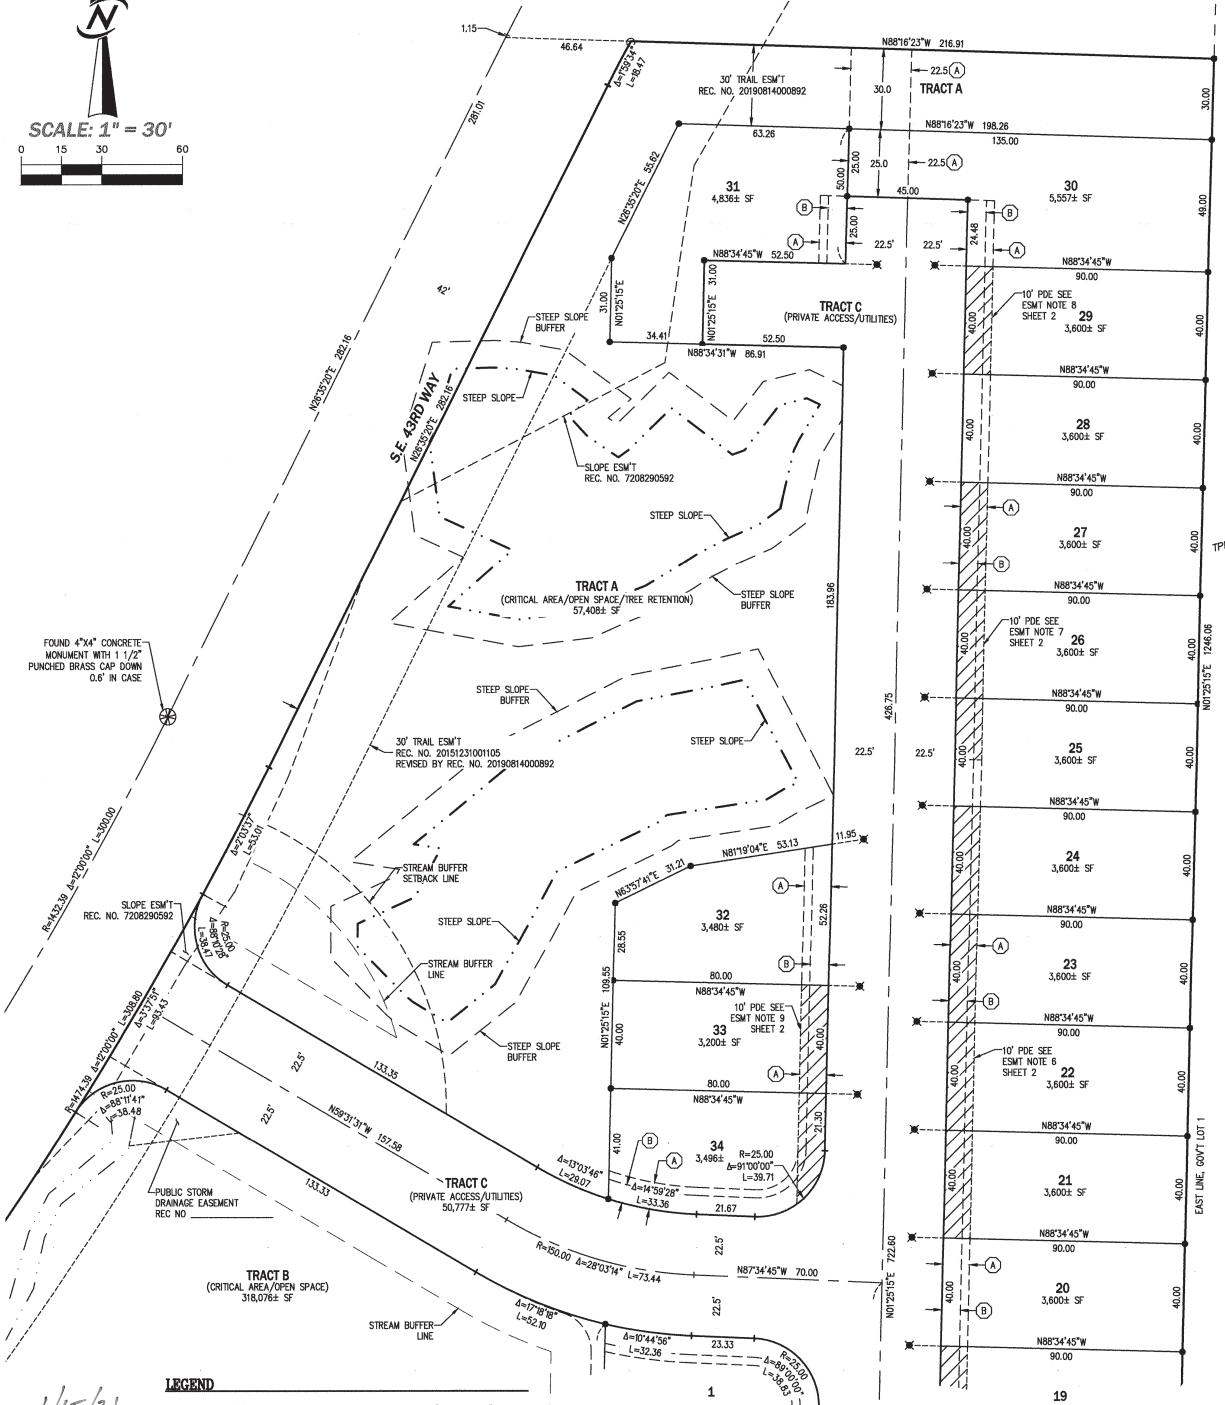 N
SCALE: 1" = 30'
0 15 30 60
1.15
46.64
Δ=1°59'34"
L=18.47
N88°16'23"W 216.91
30' TRAIL ESM'T
REC. NO. 20190814000892
30.0
22.5 A
TRACT A
30.00
281.01
63.26
N88°16'23"W 198.26
135.00
N26°35'20"E 55.62
25.00
50.00
25.0
22.5 A
31
4,836± SF
30
5,557± SF
49.00
45.00
B
A
25.00
22.5'
22.5'
24.48
B
A
N88°34'45"W 52.50
N88°34'45"W
90.00
31.00
N01°25'15"E
N01°25'15"E 31.00
42'
TRACT C
(PRIVATE ACCESS/UTILITIES)
10' PDE SEE
ESMT NOTE 8
SHEET 2
29
3,600± SF
40.00
40.00
STEEP SLOPE
BUFFER
34.41
52.50
N88°34'31"W 86.91
N26°35'20"E 282.16
S.E. 43RD WAY
N26°35'20"E 282.16
STEEP SLOPE
N88°34'45"W
90.00
28
3,600± SF
40.00
40.00
SLOPE ESM'T
REC. NO. 7208290592
N88°34'45"W
90.00
STEEP SLOPE
A
27
3,600± SF
40.00
40.00
B
TRACT A
(CRITICAL AREA/OPEN SPACE/TREE RETENTION)
57,408± SF
STEEP SLOPE
BUFFER
183.96
N88°34'45"W
90.00
10' PDE SEE
ESMT NOTE 7
SHEET 2
26
3,600± SF
40.00
40.00
N01°25'15"E 1246.06
FOUND 4"X4" CONCRETE
MONUMENT WITH 1 1/2"
PUNCHED BRASS CAP DOWN
0.6' IN CASE
STEEP SLOPE
BUFFER
N88°34'45"W
90.00
426.75
30' TRAIL ESM'T
REC. NO. 20151231001105
REVISED BY REC. NO. 20190814000892
STEEP SLOPE
22.5'
22.5'
25
3,600± SF
40.00
40.00
R=1432.39 Δ=12°00'00" L=300.00
Δ=2°03'37"
L=53.01
N88°34'45"W
90.00
N81°19'04"E 53.13
11.95
24
3,600± SF
40.00
40.00
STREAM BUFFER
SETBACK LINE
N63°57'41"E 31.21
A
SLOPE ESM'T
REC. NO. 7208290592
R=25.00
Δ=88°10'28"
L=38.47
STEEP SLOPE
32
3,480± SF
28.55
52.26
N88°34'45"W
90.00
A
STREAM BUFFER
LINE
B
23
3,600± SF
40.00
40.00
80.00
N88°34'45"W
N01°25'15"E 109.55
B
10' PDE SEE
ESMT NOTE 9
SHEET 2
33
3,200± SF
40.00
40.00
N88°34'45"W
90.00
R=1474.39 Δ=12°00'00" L=308.80
Δ=3°37'51"
L=93.43
STEEP SLOPE
BUFFER
10' PDE SEE
ESMT NOTE 6
SHEET 2
22
3,600± SF
40.00
40.00
22.5'
133.35
A
80.00
N88°34'45"W
R=25.00
Δ=88°11'41"
L=38.48
22.5'
N59°31'31"W 157.58
21.30
N88°34'45"W
90.00
EAST LINE, GOV'T LOT 1
41.00
B
A
34
3,496± SF
R=25.00
Δ=91°00'00"
L=39.71
Δ=13°03'46"
L=29.07
Δ=14°59'28"
L=33.36
21.67
21
3,600± SF
40.00
40.00
PUBLIC STORM
DRAINAGE EASEMENT
REC NO
133.33
TRACT C
(PRIVATE ACCESS/UTILITIES)
50,777± SF
22.5'
N88°34'45"W
90.00
R=150.00 Δ=28°03'14" L=73.44
N87°34'45"W 70.00
N01°25'15"E 722.60
A
TRACT B
(CRITICAL AREA/OPEN SPACE)
318,076± SF
20
3,600± SF
40.00
40.00
B
22.5'
Δ=17°18'18"
L=52.10
STREAM BUFFER
LINE
Δ=10°44'56"
L=32.36
23.33
N88°34'45"W
90.00
R=25.00
Δ=89°00'00"
L=38.83
LEGEND
1
19